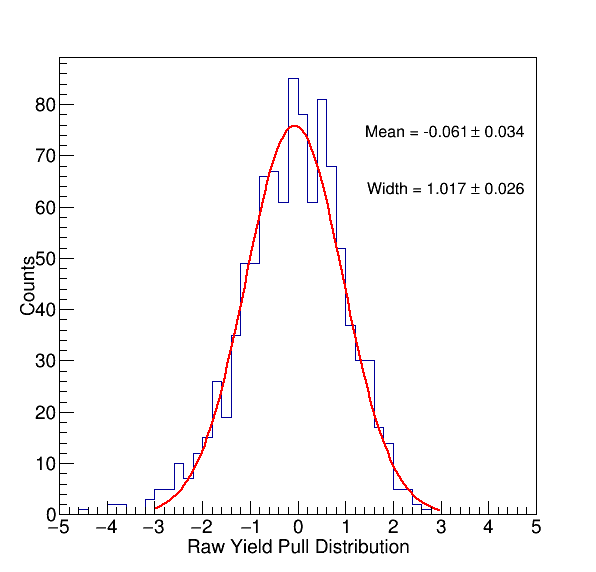 Mean = -0.061 ± 0.034
Width = 1.017 ± 0.026
Counts
80
70
60
50
40
30
20
10
0
−5 −4 −3 −2 −1 0 1 2 3 4 5
Raw Yield Pull Distribution